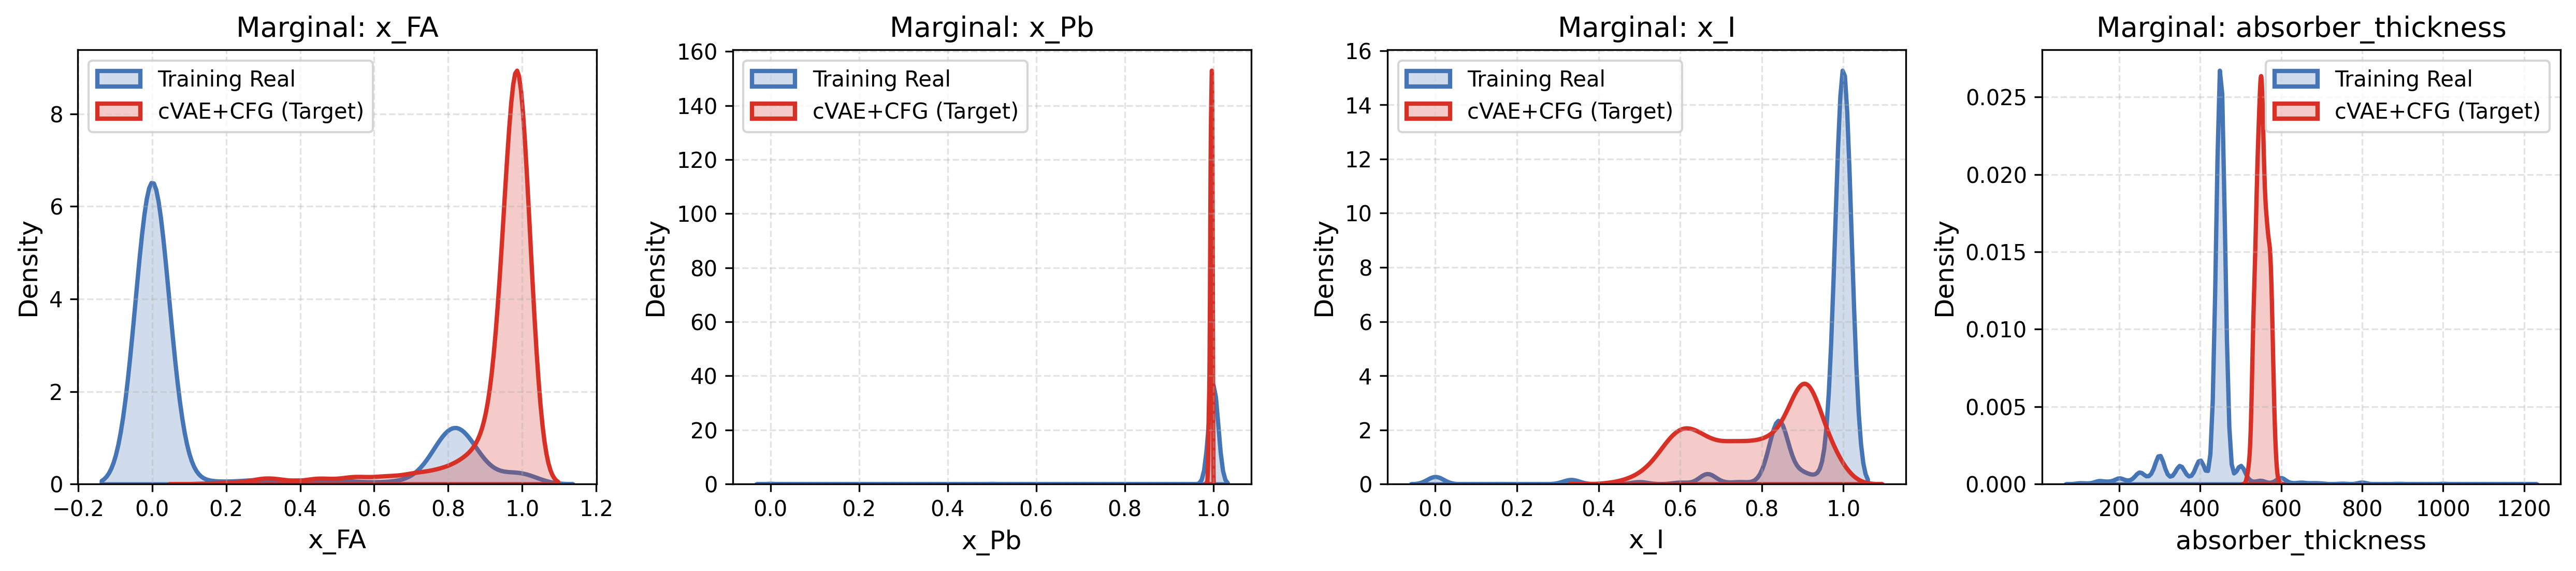 Marginal: x_FA
Training Real
cVAE+CFG (Target)
Density
8
6
4
2
0
−0.2 0.0 0.2 0.4 0.6 0.8 1.0 1.2
x_FA
Marginal: x_Pb
Training Real
cVAE+CFG (Target)
Density
160
140
120
100
80
60
40
20
0
0.0 0.2 0.4 0.6 0.8 1.0
x_Pb
Marginal: x_I
Training Real
cVAE+CFG (Target)
Density
16
14
12
10
8
6
4
2
0
0.0 0.2 0.4 0.6 0.8 1.0
x_I
Marginal: absorber_thickness
Training Real
cVAE+CFG (Target)
Density
0.025
0.020
0.015
0.010
0.005
0.000
200 400 600 800 1000 1200
absorber_thickness